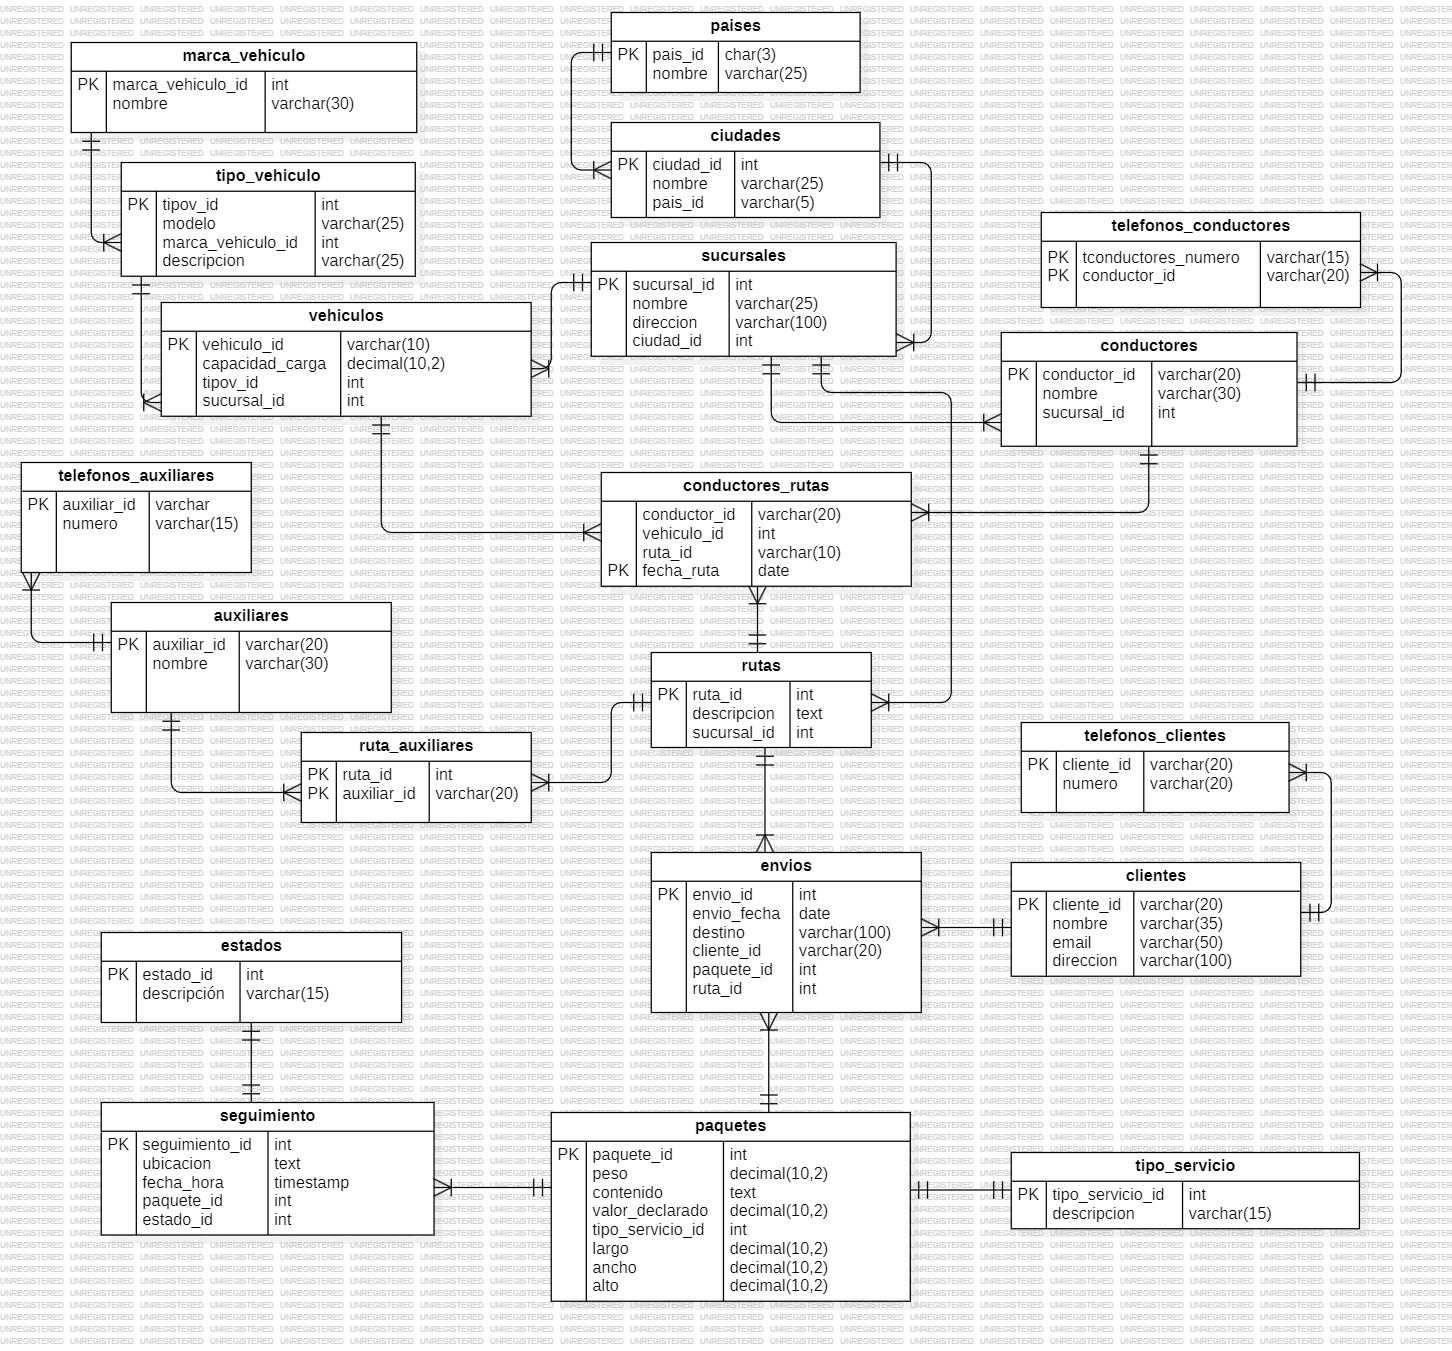 paises
PK pais_id char(3)
nombre varchar(25)
marca_vehiculo
PK marca_vehiculo_id int
nombre varchar(30)
ciudades
PK ciudad_id int
nombre varchar(25)
pais_id varchar(5)
tipo_vehiculo
PK tipov_id int
modelo varchar(25)
marca_vehiculo_id int
descripcion varchar(25)
telefonos_conductores
PK tconductores_numero varchar(15)
PK conductor_id varchar(20)
sucursales
PK sucursal_id int
nombre varchar(25)
direccion varchar(100)
ciudad_id int
vehiculos
PK vehiculo_id varchar(10)
capacidad_carga decimal(10,2)
tipov_id int
sucursal_id int
conductores
PK conductor_id varchar(20)
nombre varchar(30)
sucursal_id int
telefonos_auxiliares
PK auxiliar_id varchar
numero varchar(15)
conductores_rutas
conductor_id varchar(20)
vehiculo_id int
ruta_id varchar(10)
PK fecha_ruta date
auxiliares
PK auxiliar_id varchar(20)
nombre varchar(30)
rutas
PK ruta_id int
descripcion text
sucursal_id int
ruta_auxiliares
PK ruta_id int
PK auxiliar_id varchar(20)
telefonos_clientes
PK cliente_id varchar(20)
numero varchar(20)
envios
PK envio_id int
envio_fecha date
destino varchar(100)
cliente_id varchar(20)
paquete_id int
ruta_id int
clientes
PK cliente_id varchar(20)
nombre varchar(35)
email varchar(50)
direccion varchar(100)
estados
PK estado_id int
descripción varchar(15)
seguimiento
PK seguimiento_id int
ubicacion text
fecha_hora timestamp
paquete_id int
estado_id int
paquetes
PK paquete_id int
peso decimal(10,2)
contenido text
valor_declarado decimal(10,2)
tipo_servicio_id int
largo decimal(10,2)
ancho decimal(10,2)
alto decimal(10,2)
tipo_servicio
PK tipo_servicio_id int
descripcion varchar(15)
UNREGISTERED